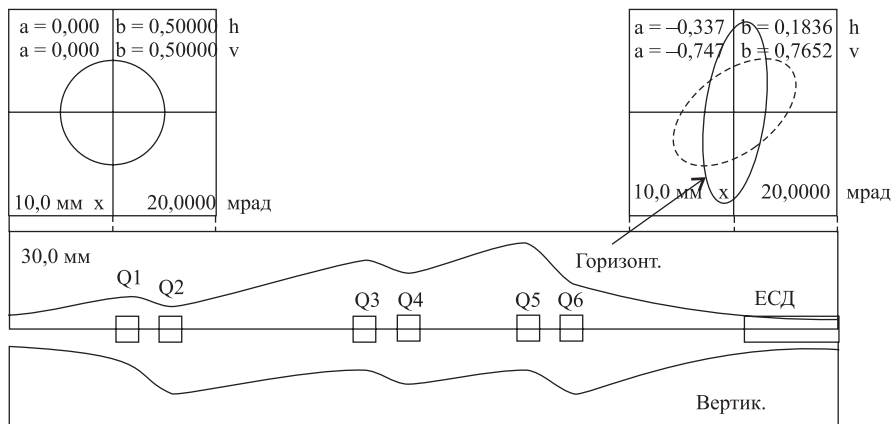 a = 0,000 b = 0,50000 h
a = 0,000 b = 0,50000 v
10,0 мм x 20,0000 мрад
a = –0,337 b = 0,1836 h
a = –0,747 b = 0,7652 v
10,0 мм x 20,0000 мрад
Горизонт.
30,0 мм
Q1
Q2
Q3
Q4
Q5
Q6
ЕСД
Вертик.